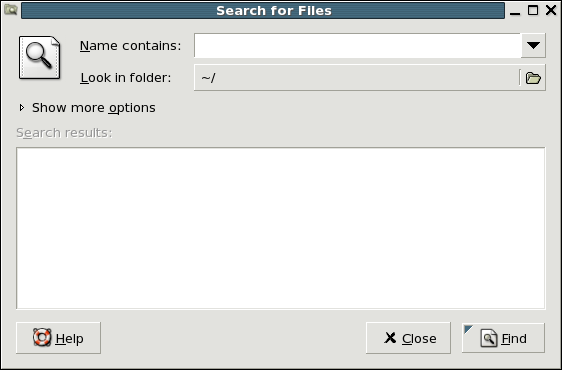 Search for Files
Name contains:
Look in folder: ~/
Show more options
Search results:
Help Close Find